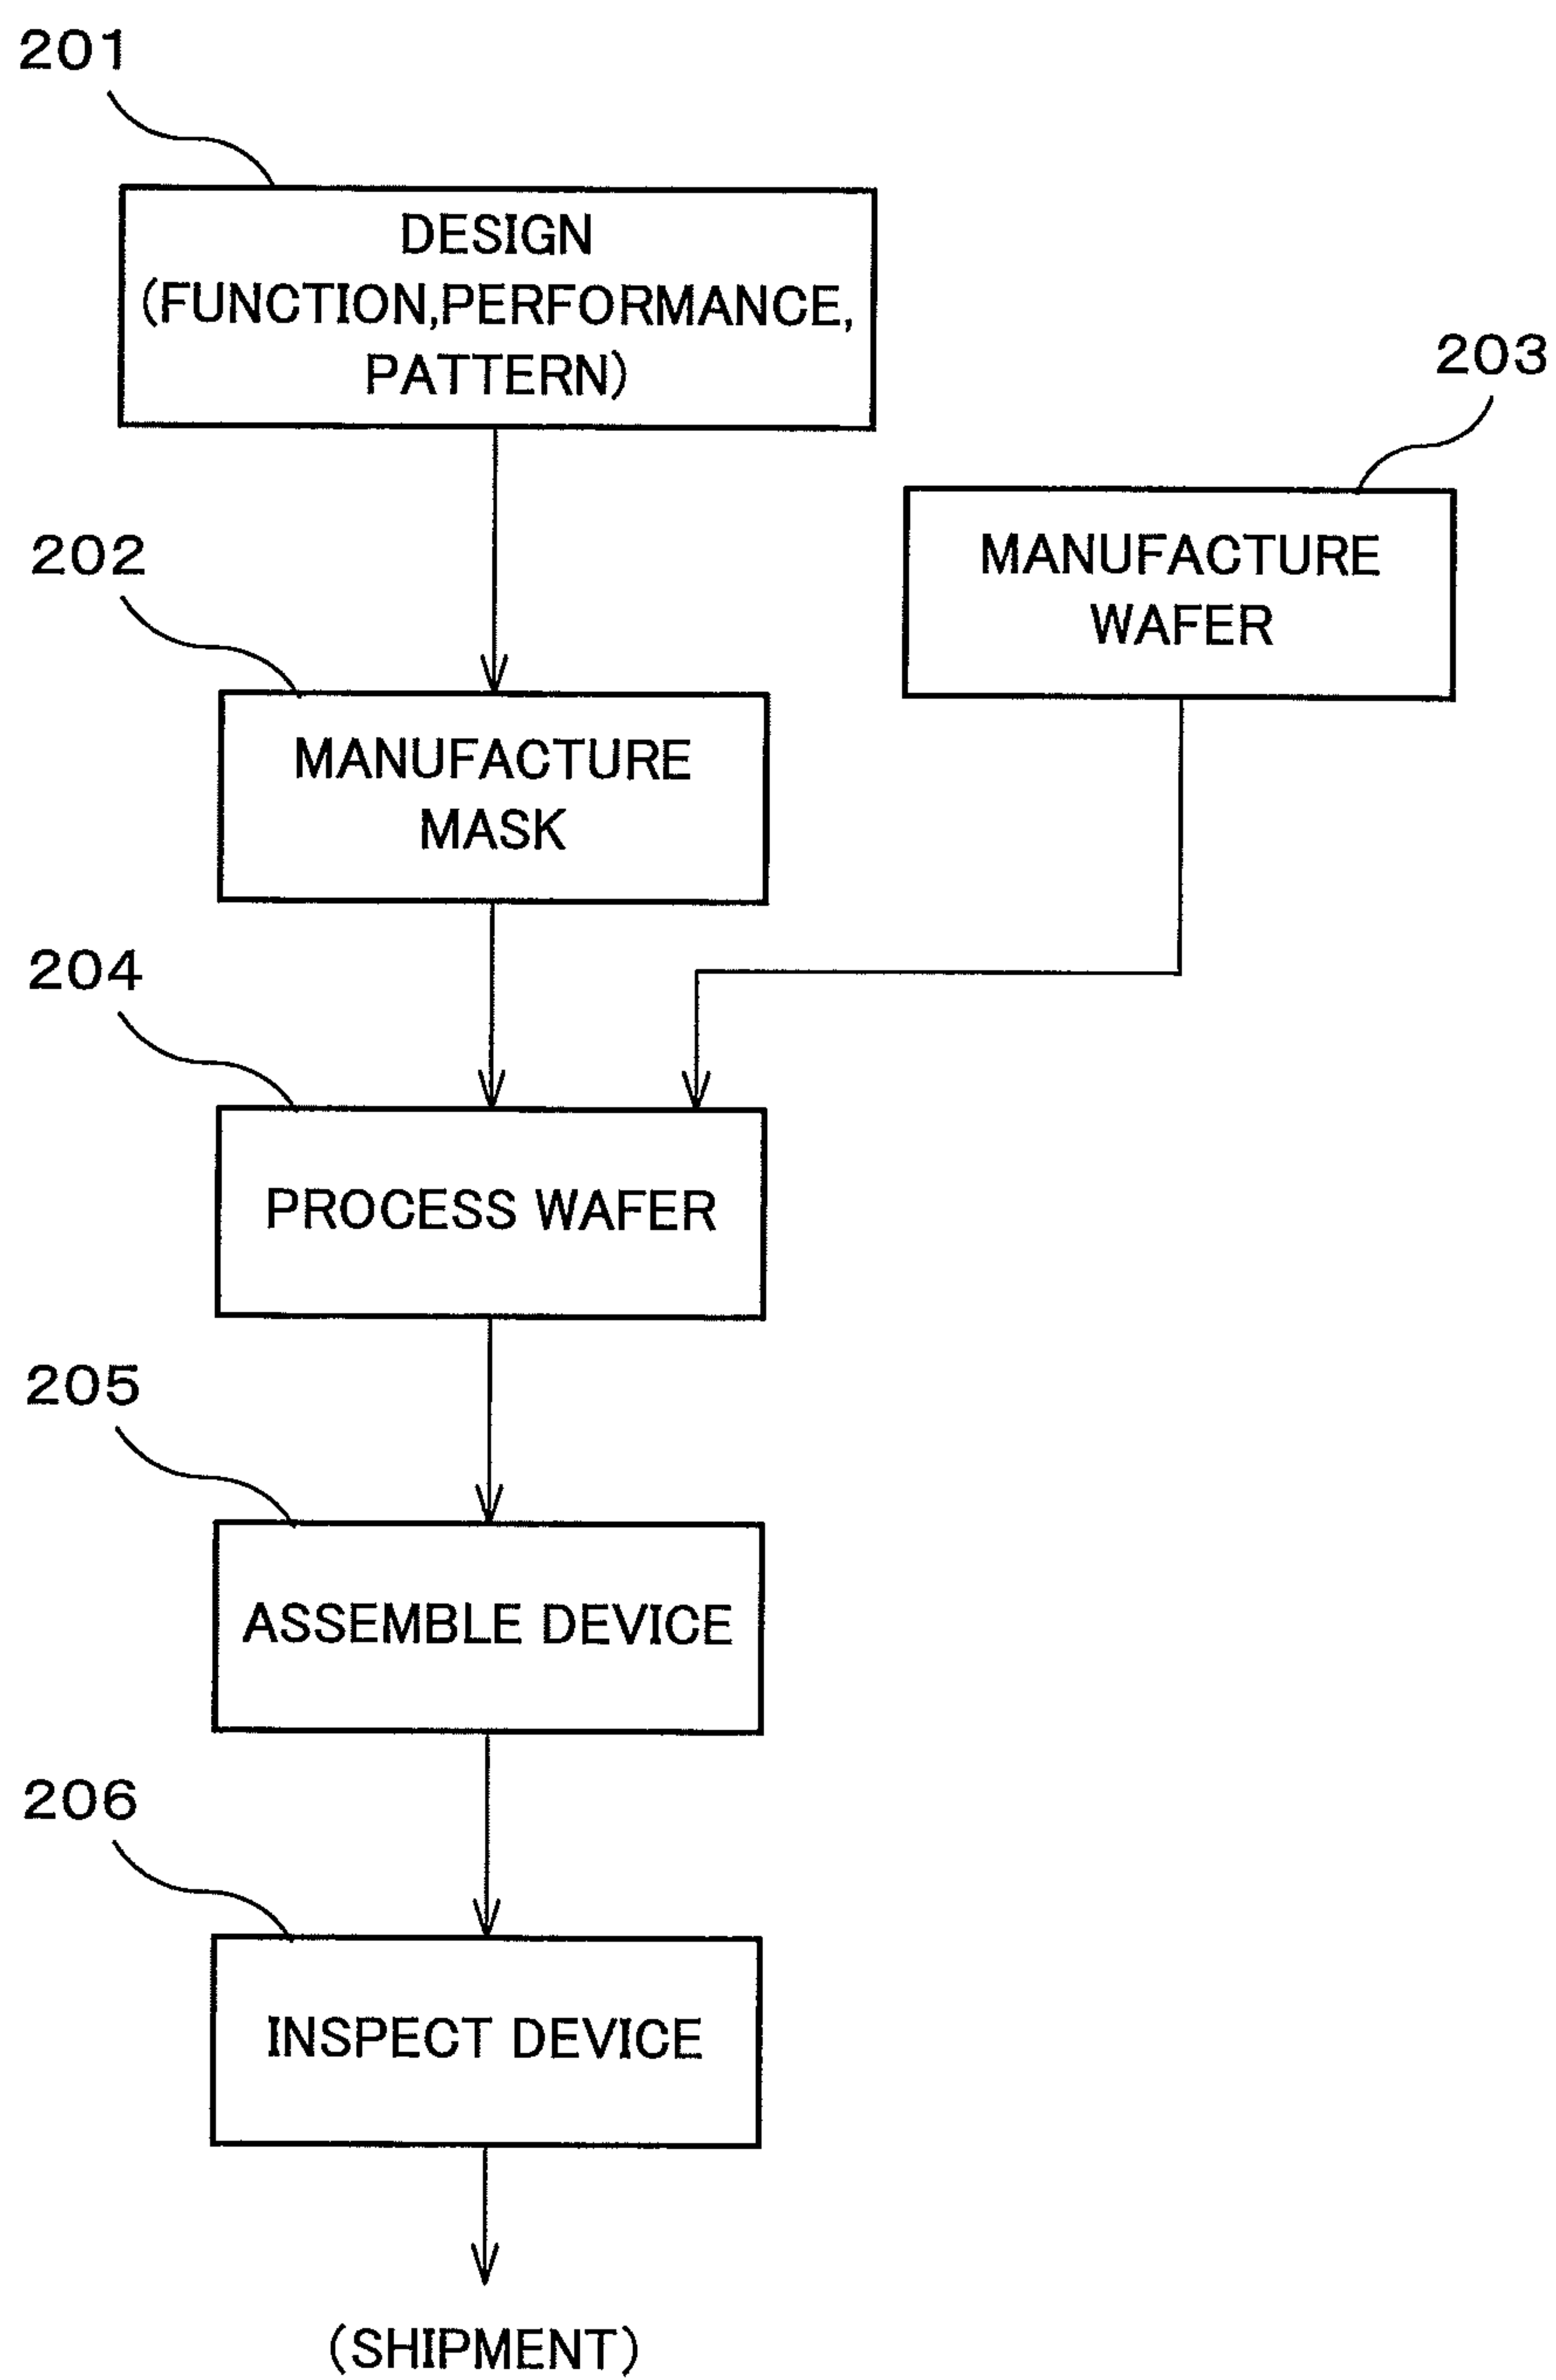 201
DESIGN
(FUNCTION,PERFORMANCE,
PATTERN)
203
MANUFACTURE
WAFER
202
MANUFACTURE
MASK
204
PROCESS WAFER
205
ASSEMBLE DEVICE
206
INSPECT DEVICE
(SHIPMENT)